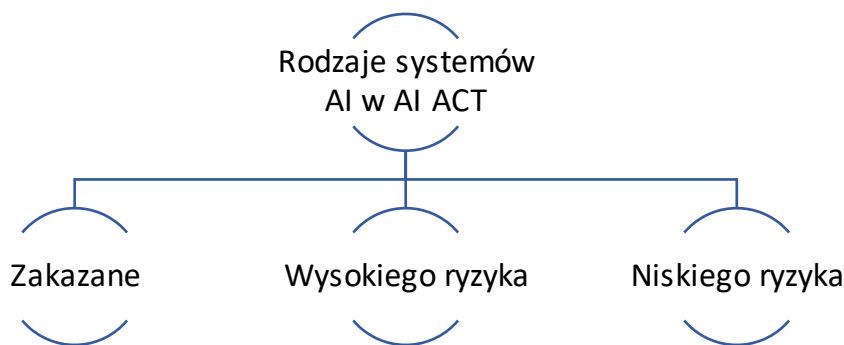 Rodzaje systemów
AI w AI ACT
Zakazane
Wysokiego ryzyka
Niskiego ryzyka